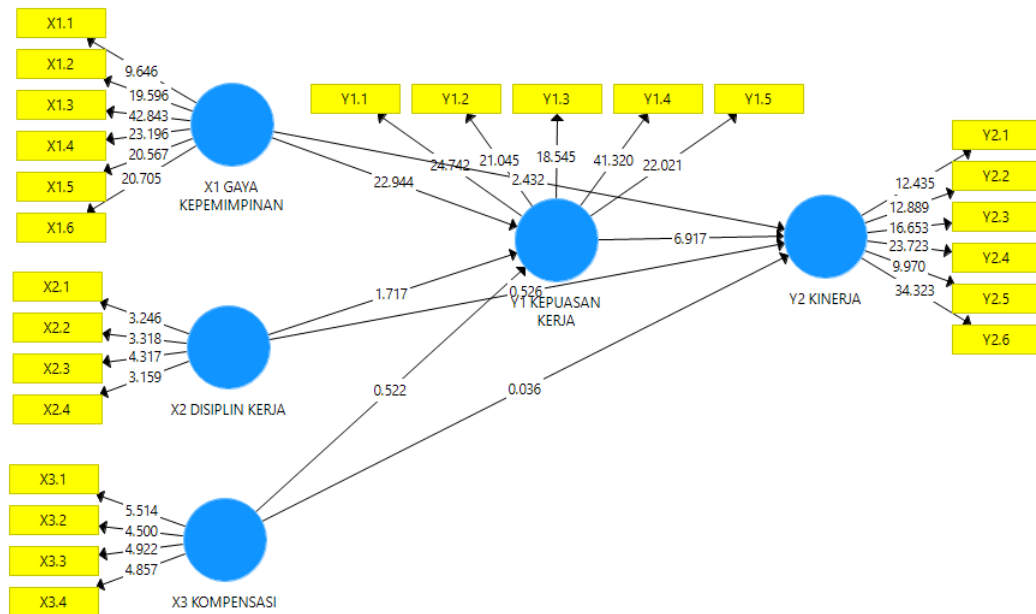 X1.1
X1.2
X1.3
X1.4
X1.5
X1.6
9.646
19.596
42.843
23.196
20.567
20.705
X1 GAYA
KEPEMIMPINAN
Y1.1
Y1.2
Y1.3
Y1.4
Y1.5
24.742
21.045
18.545
41.320
22.021
22.944
2.432
6.917
Y1 KEPUASAN
KERJA
Y2.1
Y2.2
Y2.3
Y2.4
Y2.5
Y2.6
12.435
12.889
16.653
23.723
9.970
34.323
Y2 KINERJA
X2.1
X2.2
X2.3
X2.4
3.246
3.318
4.317
3.159
X2 DISIPLIN KERJA
1.717
0.526
0.522
0.036
X3.1
X3.2
X3.3
X3.4
5.514
4.500
4.922
4.857
X3 KOMPENSASI